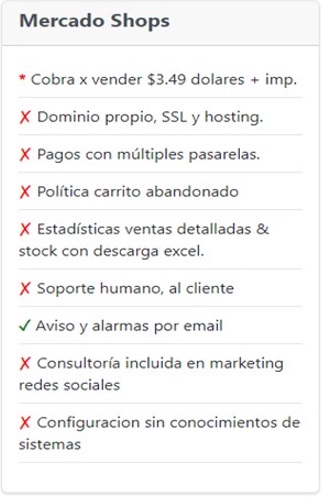 Mercado Shops
* Cobra x vender $3.49 dolares + imp.
✗ Dominio propio, SSL y hosting.
✗ Pagos con múltiples pasarelas.
✗ Política carrito abandonado
✗ Estadísticas ventas detalladas &
stock con descarga excel.
✗ Soporte humano, al cliente
✓ Aviso y alarmas por email
✗ Consultoría incluida en marketing
redes sociales
✗ Configuracion sin conocimientos de
sistemas